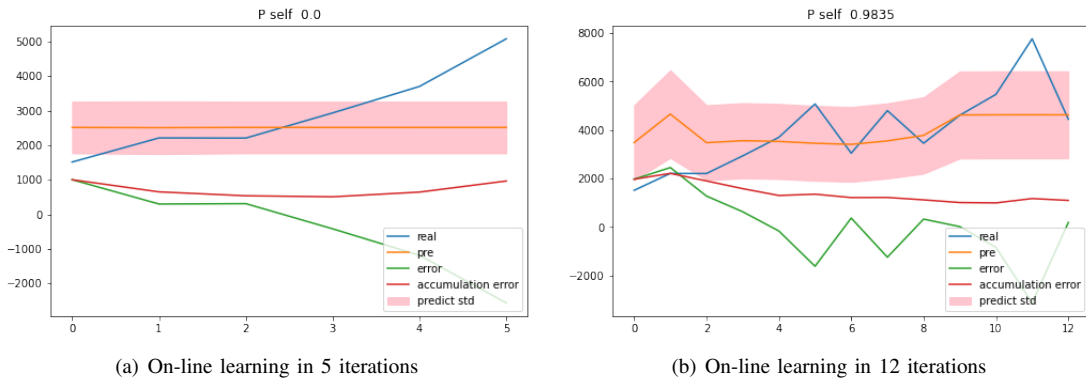 P self 0.0
5000
4000
3000
2000
1000
0
−1000
−2000
0 1 2 3 4 5
real
pre
error
accumulation error
predict std
(a) On-line learning in 5 iterations
P self 0.9835
8000
6000
4000
2000
0
−2000
0 2 4 6 8 10 12
real
pre
error
accumulation error
predict std
(b) On-line learning in 12 iterations